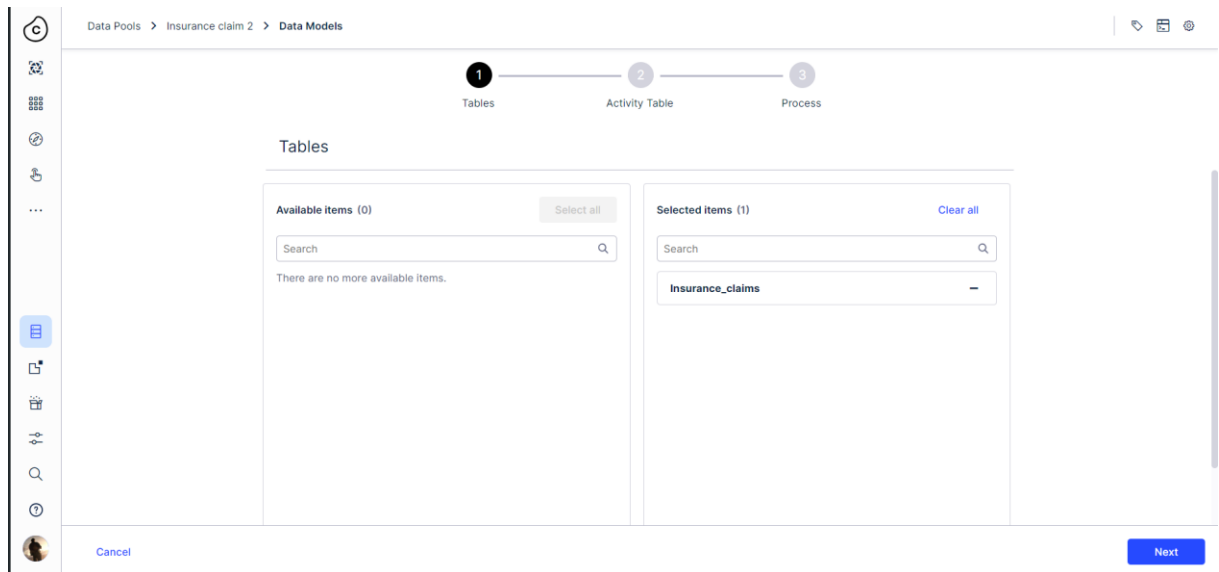 Data Pools > Insurance claim 2 > Data Models
1 2 3
Tables Activity Table Process
Tables
Available items (0) Select all
Search
There are no more available items.
Selected items (1) Clear all
Search
Insurance_claims
Cancel Next